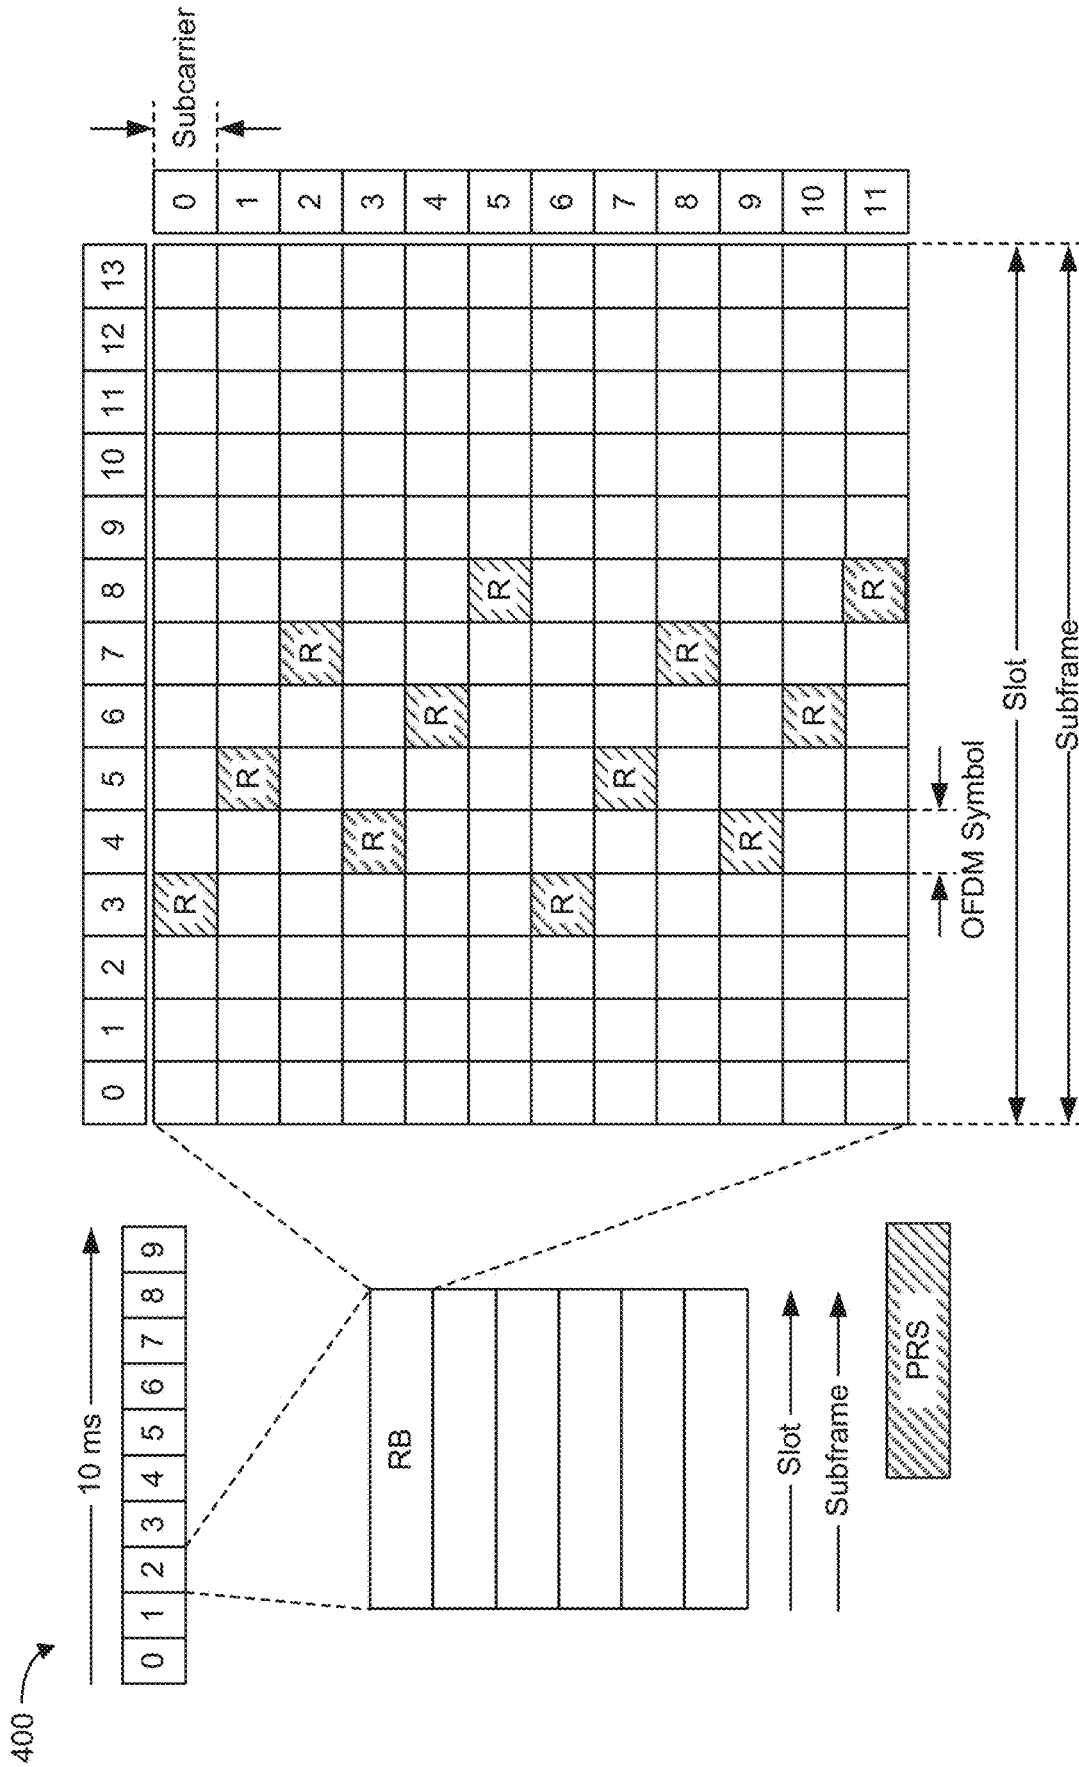 400
10 ms
0 1 2 3 4 5 6 7 8 9
RB
Slot
Subframe
PRS
0 1 2 3 4 5 6 7 8 9 10 11 12 13
Subcarrier
R 0
R 1
R 2
R 3
R 4
R 5
R 6
R 7
R 8
R 9
R 10
R 11
OFDM Symbol
Slot
Subframe